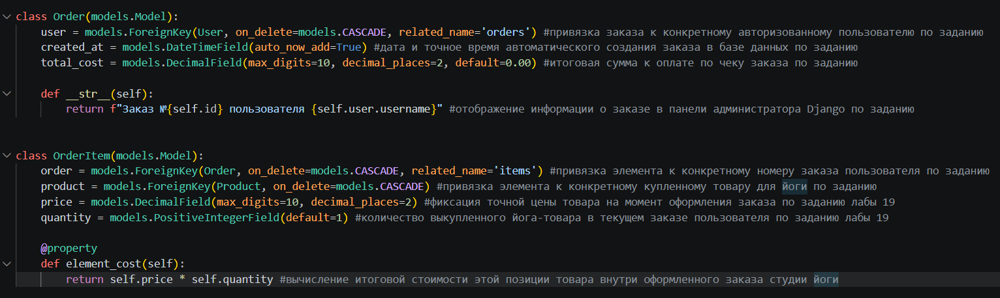 class Order(models.Model):
user = models.ForeignKey(User, on_delete=models.CASCADE, related_name='orders') #привязка заказа к конкретному авторизованному пользователю по заданию
created_at = models.DateTimeField(auto_now_add=True) #дата и точное время автоматического создания заказа в базе данных по заданию
total_cost = models.DecimalField(max_digits=10, decimal_places=2, default=0.00) #итоговая сумма к оплате по чеку заказа по заданию
def __str__(self):
return f"Заказ №{self.id} пользователя {self.user.username}" #отображение информации о заказе в панели администратора Django по заданию
class OrderItem(models.Model):
order = models.ForeignKey(Order, on_delete=models.CASCADE, related_name='items') #привязка элемента к конкретному номеру заказа пользователя по заданию
product = models.ForeignKey(Product, on_delete=models.CASCADE) #привязка элемента к конкретному купленному товару для йоги по заданию
price = models.DecimalField(max_digits=10, decimal_places=2) #фиксация точной цены товара на момент оформления заказа по заданию лабы 19
quantity = models.PositiveIntegerField(default=1) #количество выкупленного йога-товара в текущем заказе пользователя по заданию лабы 19
@property
def element_cost(self):
return self.price * self.quantity #вычисление итоговой стоимости этой позиции товара внутри оформленного заказа студии йоги